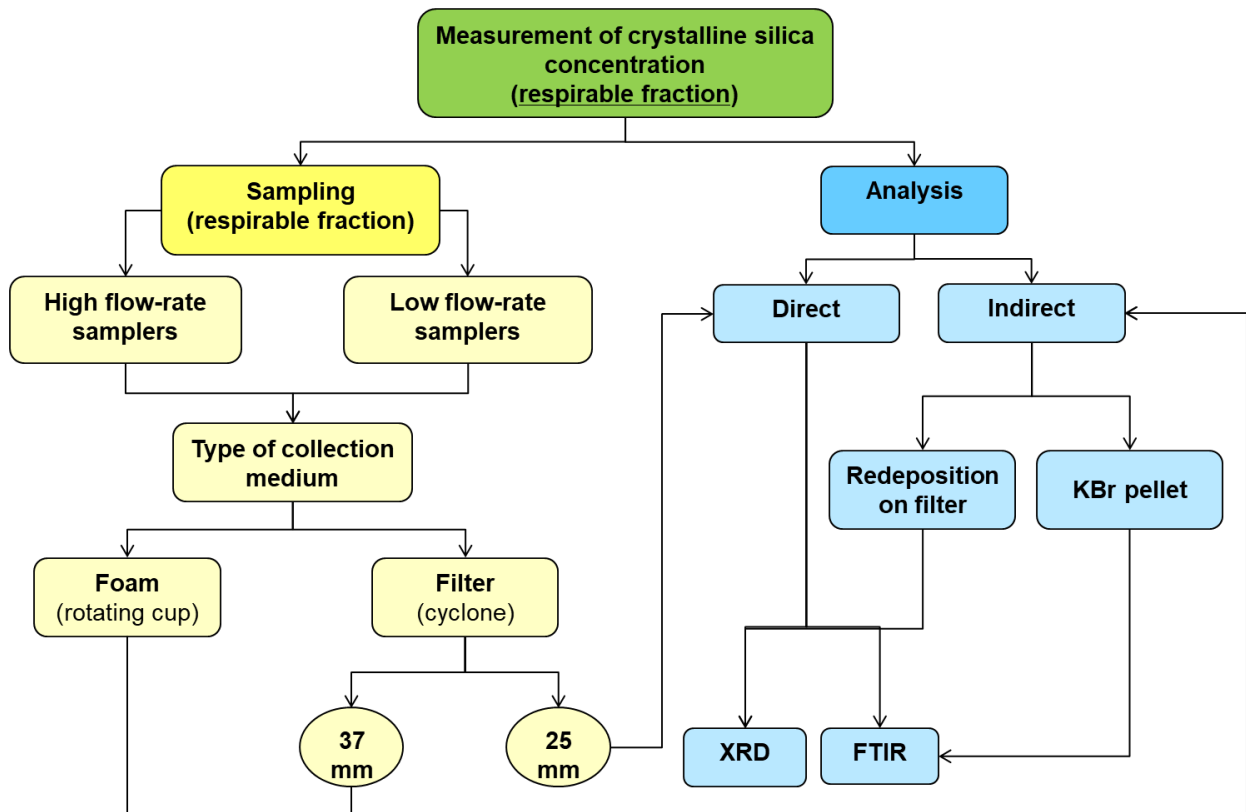 Measurement of crystalline silica
concentration
(respirable fraction)
Sampling
(respirable fraction)
Analysis
High flow-rate
samplers
Low flow-rate
samplers
Direct
Indirect
Type of collection
medium
Redeposition
on filter
KBr pellet
Foam
(rotating cup)
Filter
(cyclone)
37
mm
25
mm
XRD
FTIR